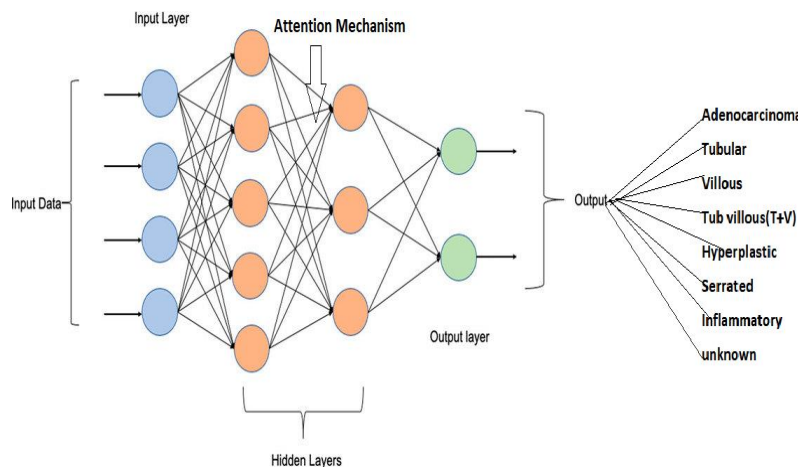 Input Layer
Attention Mechanism
Input Data
Output layer
Hidden Layers
Output
Adenocarcinoma
Tubular
Villous
Tub villous(T+V)
Hyperplastic
Serrated
Inflammatory
unknown